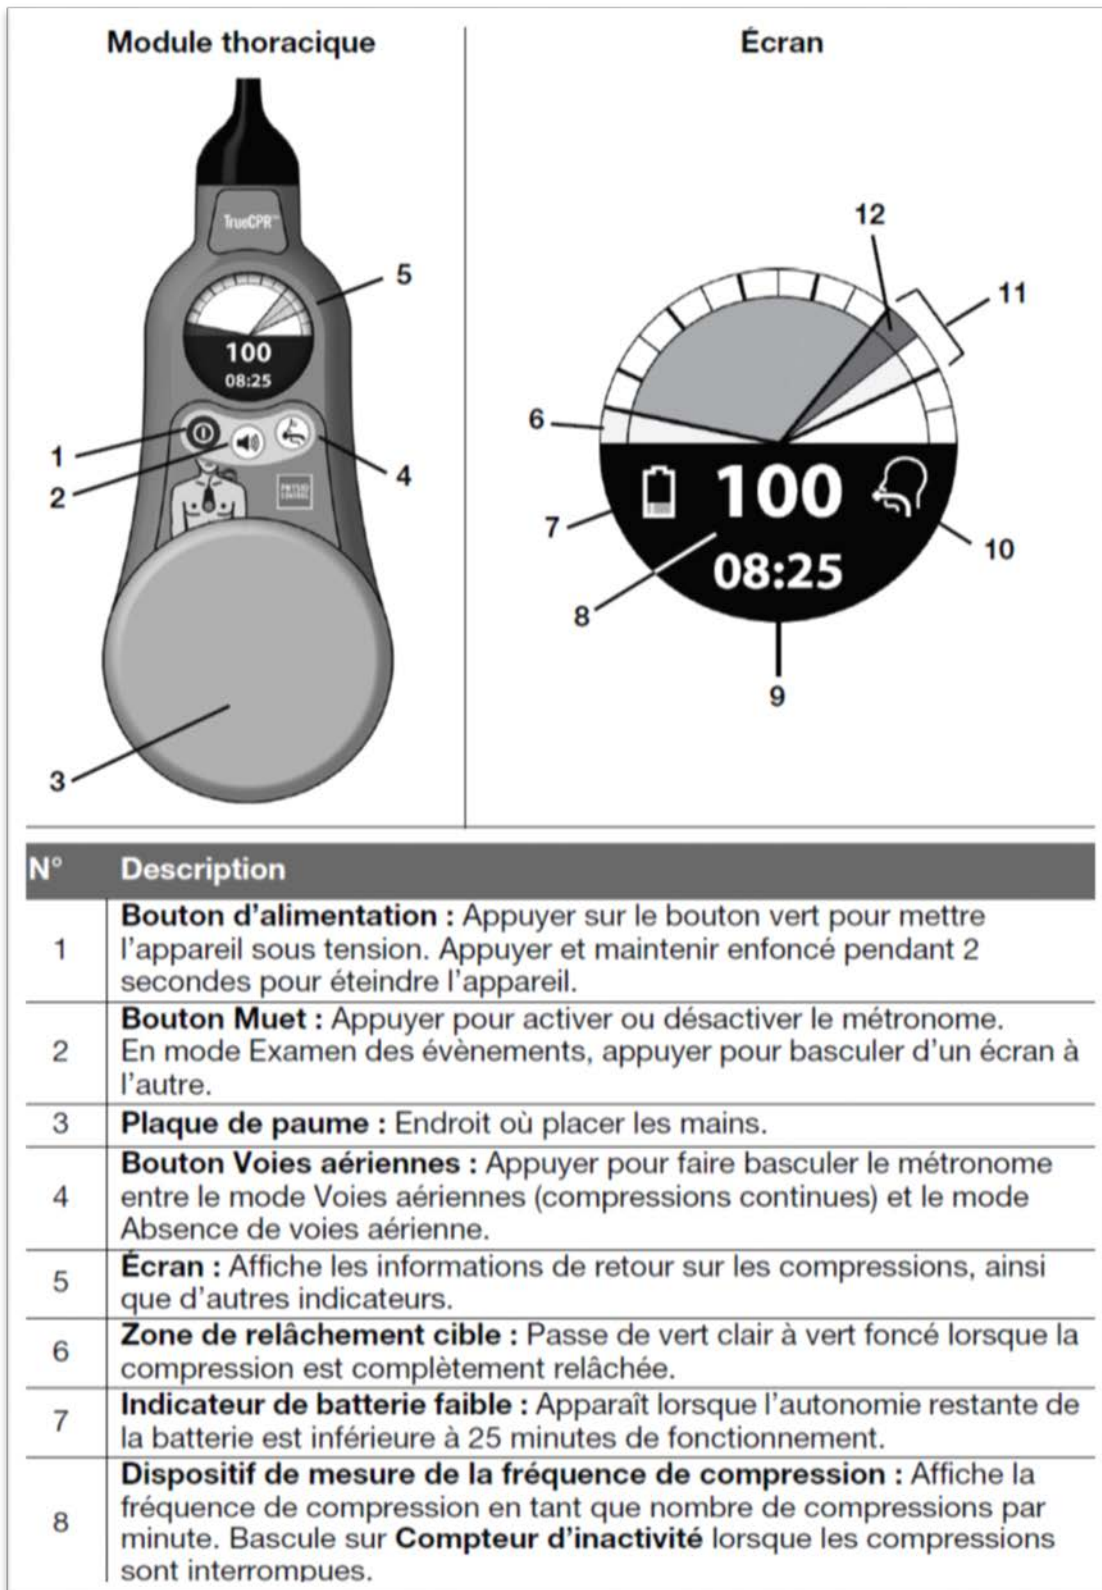 Module thoracique
Écran
TrueCPR™
100
08:25
PHYSIO
CONTROL
1
2
3
4
5
6
7
8
9
10
11
12
100
08:25
N° Description
1
Bouton d’alimentation : Appuyer sur le bouton vert pour mettre
l’appareil sous tension. Appuyer et maintenir enfoncé pendant 2
secondes pour éteindre l’appareil.
2
Bouton Muet : Appuyer pour activer ou désactiver le métronome.
En mode Examen des évènements, appuyer pour basculer d’un écran à
l’autre.
3
Plaque de paume : Endroit où placer les mains.
4
Bouton Voies aériennes : Appuyer pour faire basculer le métronome
entre le mode Voies aériennes (compressions continues) et le mode
Absence de voies aérienne.
5
Écran : Affiche les informations de retour sur les compressions, ainsi
que d’autres indicateurs.
6
Zone de relâchement cible : Passe de vert clair à vert foncé lorsque la
compression est complètement relâchée.
7
Indicateur de batterie faible : Apparaît lorsque l’autonomie restante de
la batterie est inférieure à 25 minutes de fonctionnement.
8
Dispositif de mesure de la fréquence de compression : Affiche la
fréquence de compression en tant que nombre de compressions par
minute. Bascule sur Compteur d’inactivité lorsque les compressions
sont interrompues.